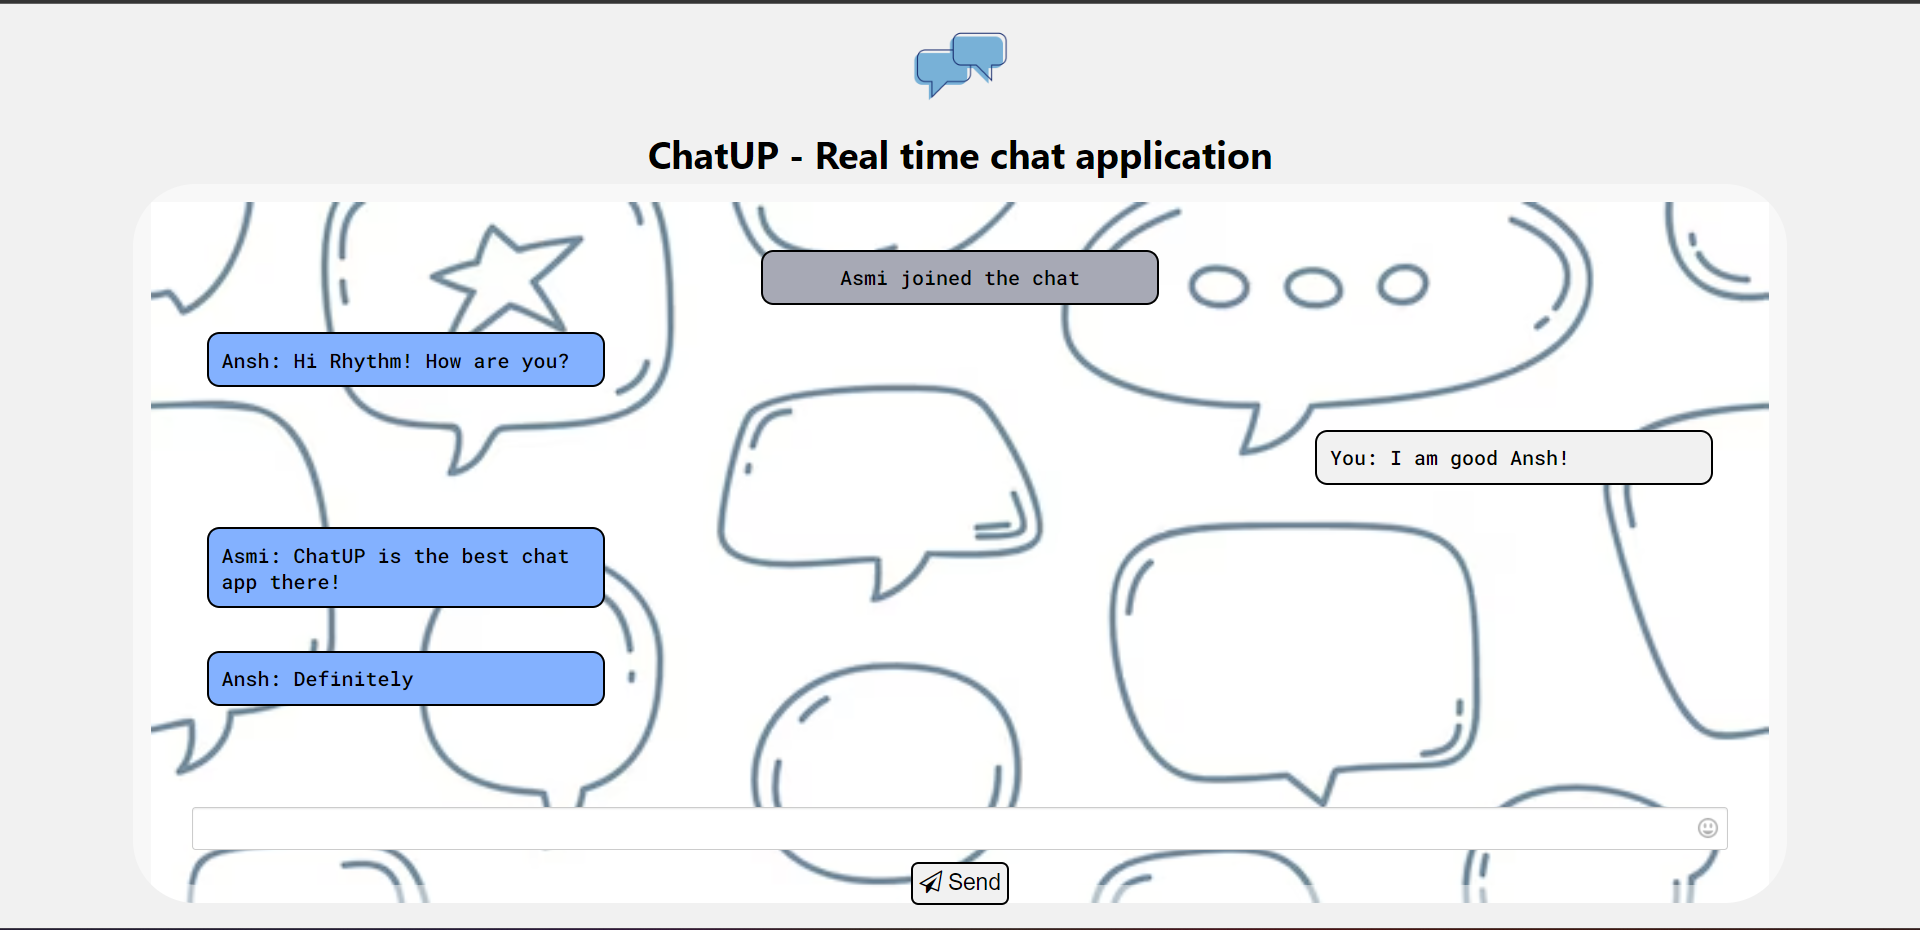 ChatUP - Real time chat application
Asmi joined the chat
Ansh: Hi Rhythm! How are you?
You: I am good Ansh!
Asmi: ChatUP is the best chat
app there!
Ansh: Definitely
Send